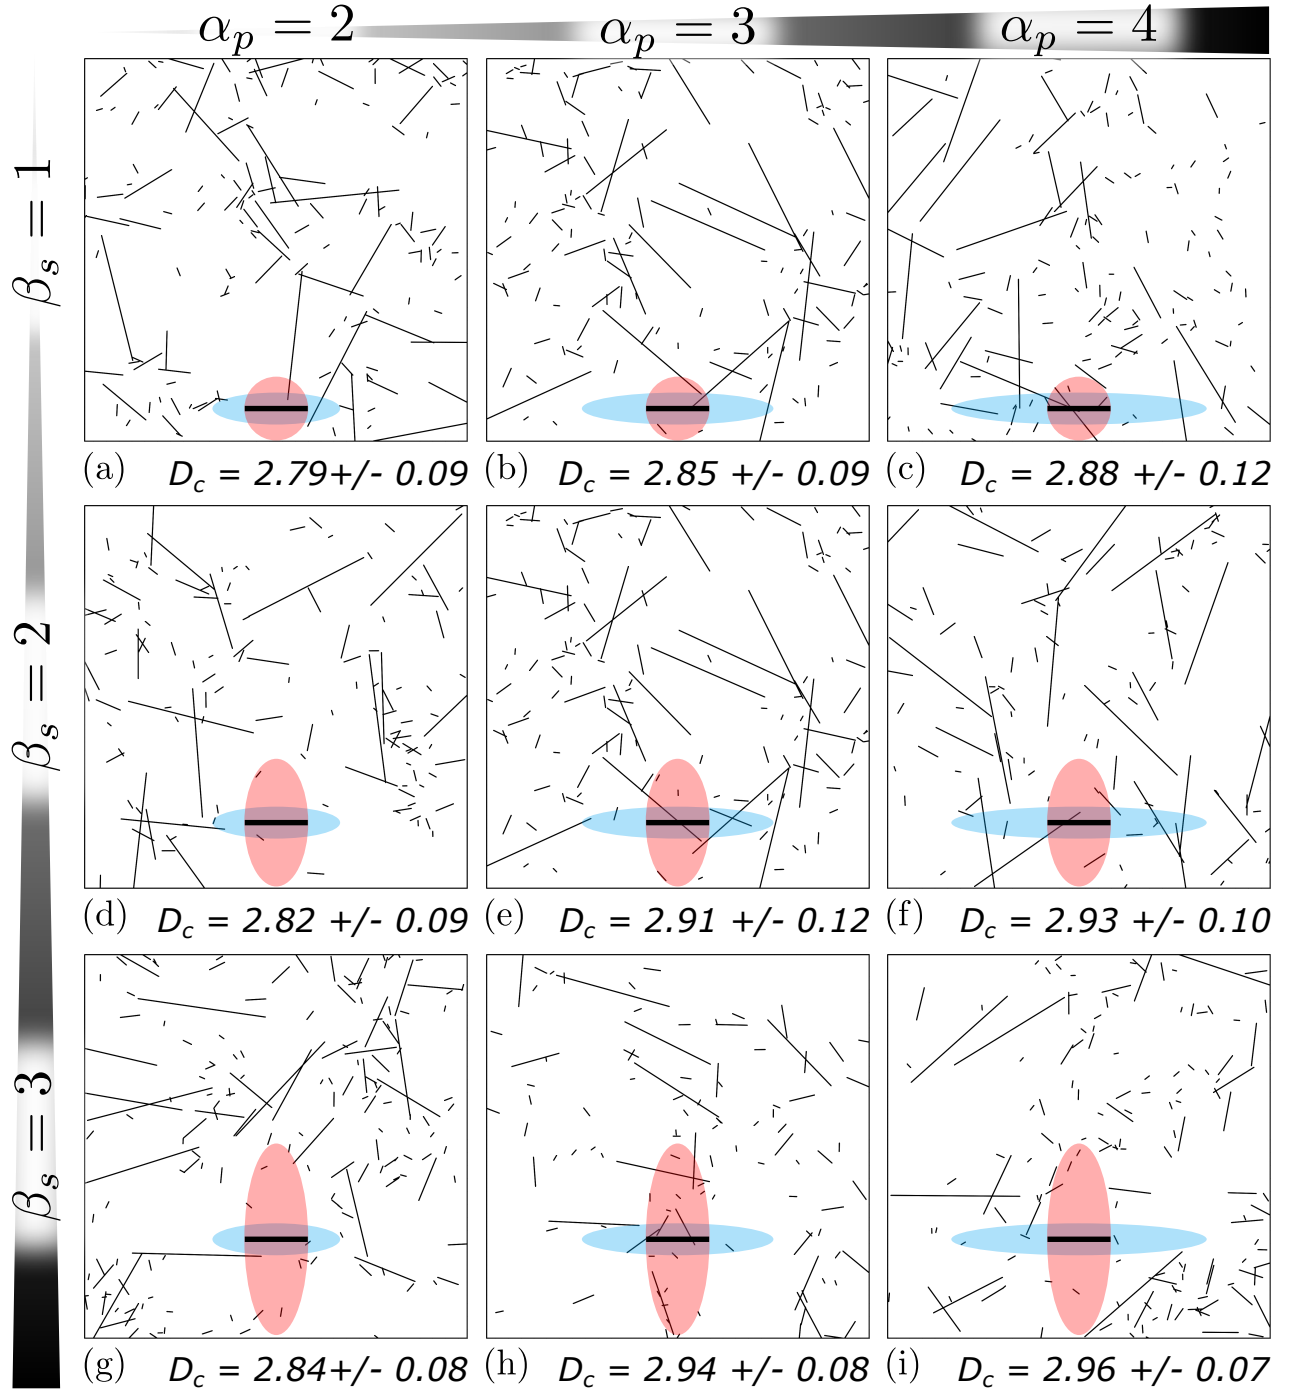 α_p = 2
α_p = 3
α_p = 4
β_s = 1
(a) D_c = 2.79+/- 0.09
(b) D_c = 2.85 +/- 0.09
(c) D_c = 2.88 +/- 0.12
β_s = 2
(d) D_c = 2.82 +/- 0.09
(e) D_c = 2.91 +/- 0.12
(f) D_c = 2.93 +/- 0.10
β_s = 3
(g) D_c = 2.84+/- 0.08
(h) D_c = 2.94 +/- 0.08
(i) D_c = 2.96 +/- 0.07